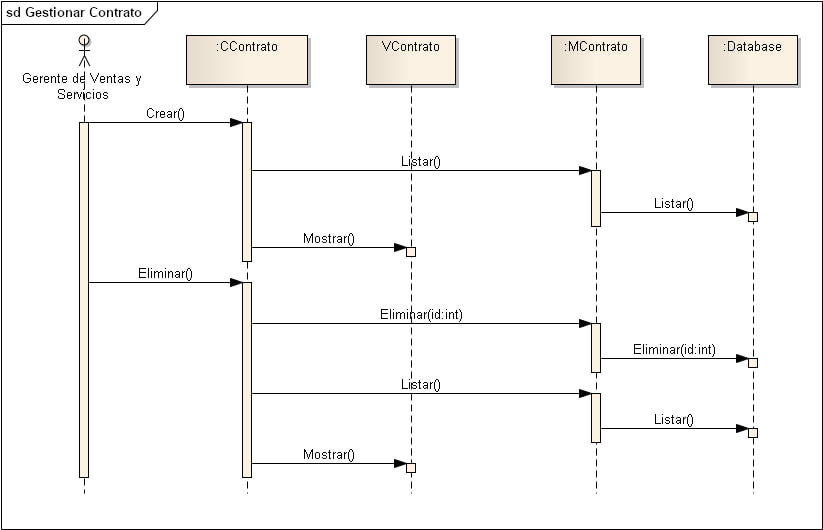 sd Gestionar Contrato
:CContrato
VContrato
:MContrato
:Database
Gerente de Ventas y
Servicios
Crear()
Listar()
Listar()
Mostrar()
Eliminar()
Eliminar(id:int)
Eliminar(id:int)
Listar()
Listar()
Mostrar()